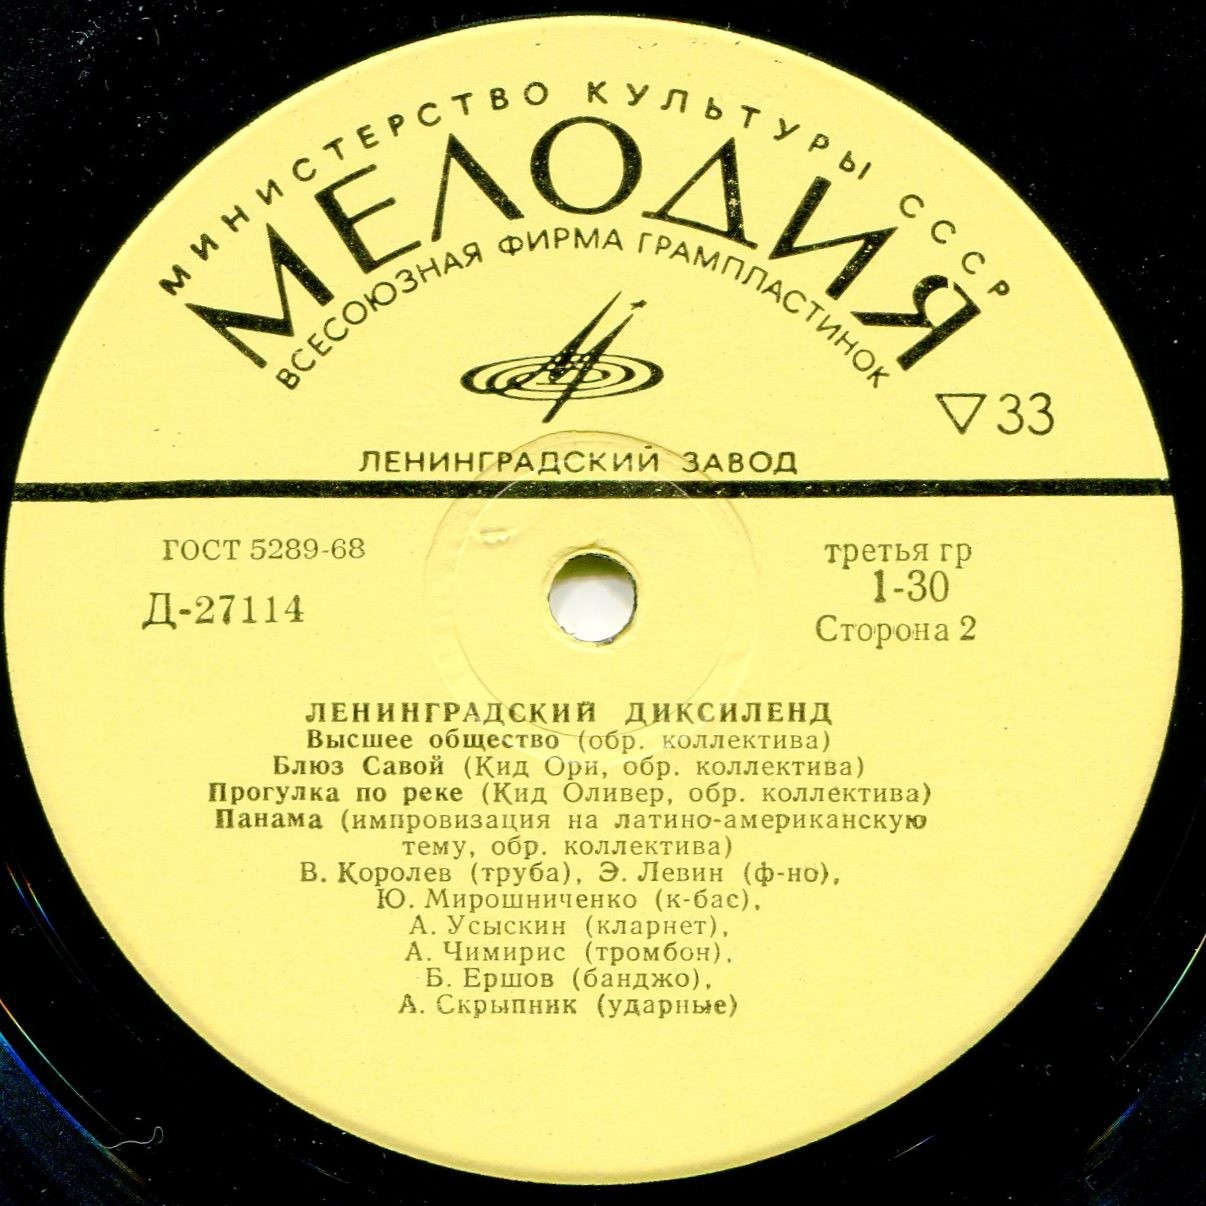 МИНИСТЕРСТВО КУЛЬТУРЫ СССР
МЕЛОДИЯ
ВСЕСОЮЗНАЯ ФИРМА ГРАМПЛАСТИНОК
▽33
ЛЕНИНГРАДСКИЙ ЗАВОД
ГОСТ 5289-68
Д-27114
третья гр
1-30
Сторона 2
ЛЕНИНГРАДСКИЙ ДИКСИЛЕНД
Высшее общество (обр. коллектива)
Блюз Савой (Кид Ори, обр. коллектива)
Прогулка по реке (Кид Оливер, обр. коллектива)
Панама (импровизация на латино-американскую
тему, обр. коллектива)
В. Королев (труба), Э. Левин (ф-но),
Ю. Мирошниченко (к-бас),
А. Усыскин (кларнет),
А. Чимирис (тромбон),
Б. Ершов (банджо),
А. Скрыпник (ударные)